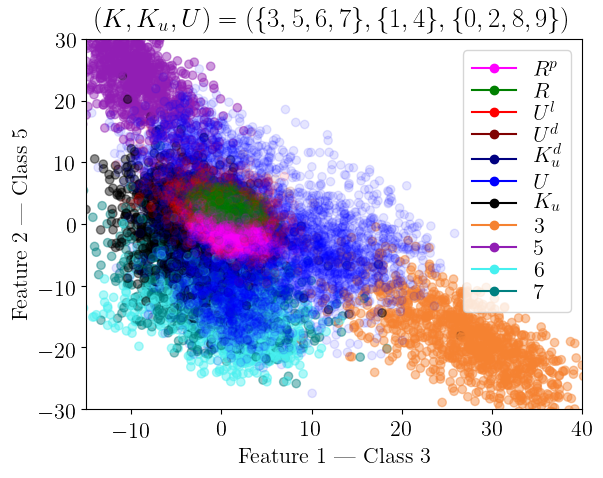 (K, K_u, U) = ({3, 5, 6, 7}, {1, 4}, {0, 2, 8, 9})
30
20
10
0
−10
−20
−30
Feature 2 — Class 5
R^p
R
U^l
U^d
K_u^d
U
K_u
3
5
6
7
−10
0
10
20
30
40
Feature 1 — Class 3